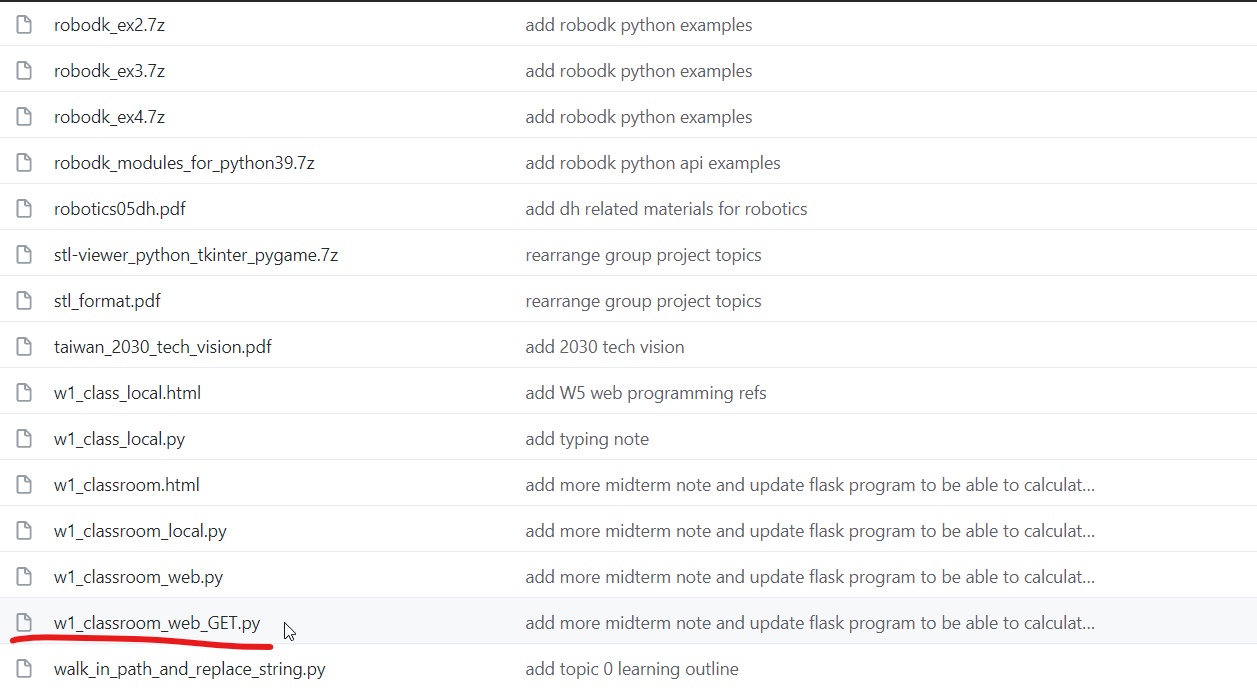 robodk_ex2.7z add robodk python examples
robodk_ex3.7z add robodk python examples
robodk_ex4.7z add robodk python examples
robodk_modules_for_python39.7z add robodk python api examples
robotics05dh.pdf add dh related materials for robotics
stl-viewer_python_tkinter_pygame.7z rearrange group project topics
stl_format.pdf rearrange group project topics
taiwan_2030_tech_vision.pdf add 2030 tech vision
w1_class_local.html add W5 web programming refs
w1_class_local.py add typing note
w1_classroom.html add more midterm note and update flask program to be able to calculat...
w1_classroom_local.py add more midterm note and update flask program to be able to calculat...
w1_classroom_web.py add more midterm note and update flask program to be able to calculat...
w1_classroom_web_GET.py add more midterm note and update flask program to be able to calculat...
walk_in_path_and_replace_string.py add topic 0 learning outline